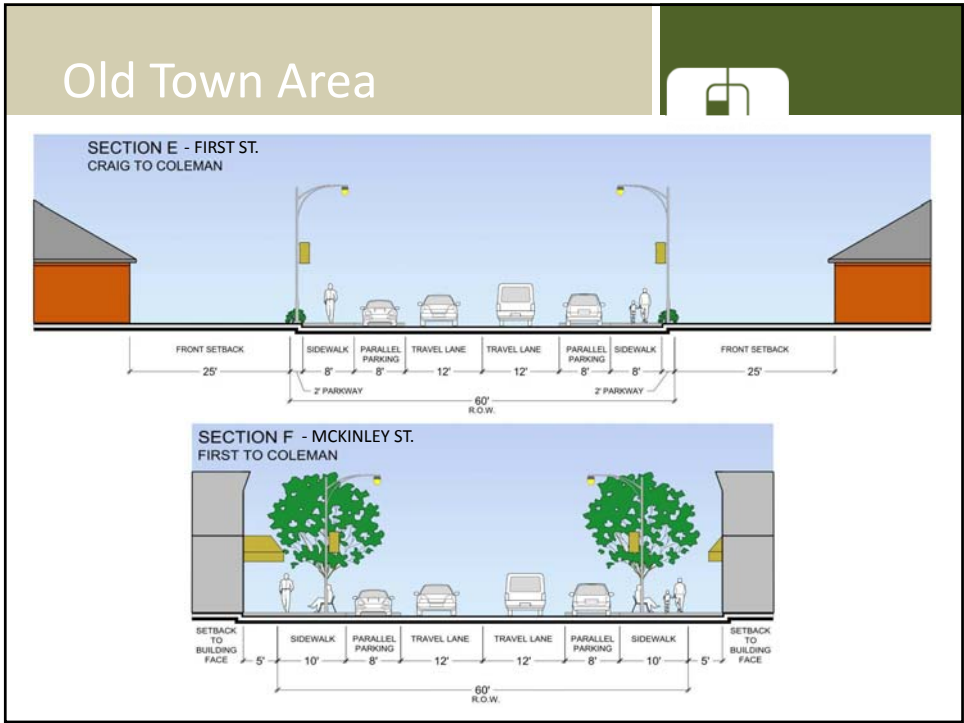 Old Town Area
SECTION E - FIRST ST.
CRAIG TO COLEMAN
FRONT SETBACK
SIDEWALK
PARALLEL
PARKING
TRAVEL LANE
TRAVEL LANE
PARALLEL
PARKING
SIDEWALK
FRONT SETBACK
25'
8'
8'
12'
12'
8'
8'
25'
2' PARKWAY
2' PARKWAY
60'
R.O.W.
SECTION F - MCKINLEY ST.
FIRST TO COLEMAN
SETBACK
TO
BUILDING
FACE
SIDEWALK
PARALLEL
PARKING
TRAVEL LANE
TRAVEL LANE
PARALLEL
PARKING
SIDEWALK
SETBACK
TO
BUILDING
FACE
5'
10'
8'
12'
12'
8'
10'
5'
60'
R.O.W.